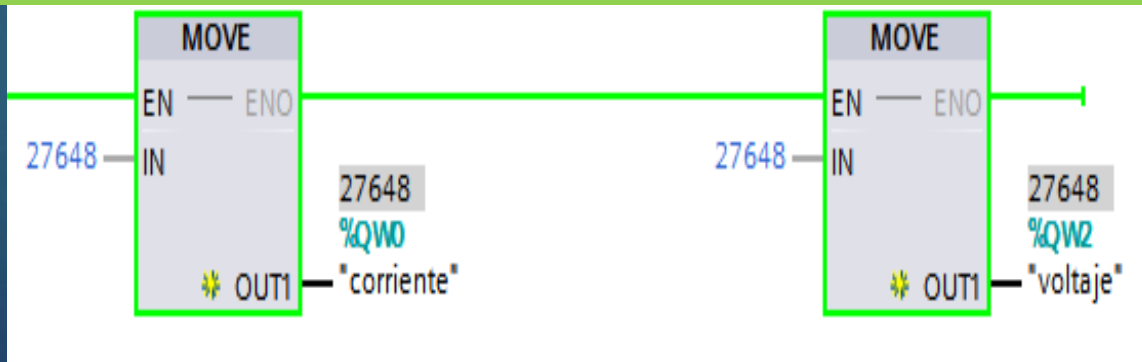 MOVE
EN ENO
27648 IN
27648
%QW0
OUT1 "corriente"
MOVE
EN ENO
27648 IN
27648
%QW2
OUT1 "voltaje"